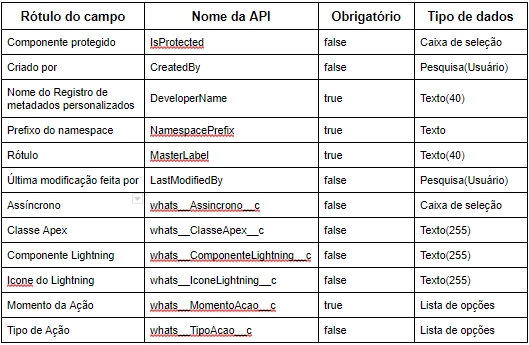 Rótulo do campo Nome da API Obrigatório Tipo de dados
Componente protegido IsProtected false Caixa de seleção
Criado por CreatedBy false Pesquisa(Usuário)
Nome do Registro de
metadados personalizados DeveloperName true Texto(40)
Prefixo do namespace NamespacePrefix true Texto
Rótulo MasterLabel true Texto(40)
Última modificação feita por LastModifiedBy false Pesquisa(Usuário)
Assíncrono whats__Assincrono__c false Caixa de seleção
Classe Apex whats__ClasseApex__c false Texto(255)
Componente Lightning whats__ComponenteLightning__c false Texto(255)
Icone do Lightning whats__IconeLightning__c false Texto(255)
Momento da Ação whats__MomentoAcao__c true Lista de opções
Tipo de Ação whats__TipoAcao__c false Lista de opções